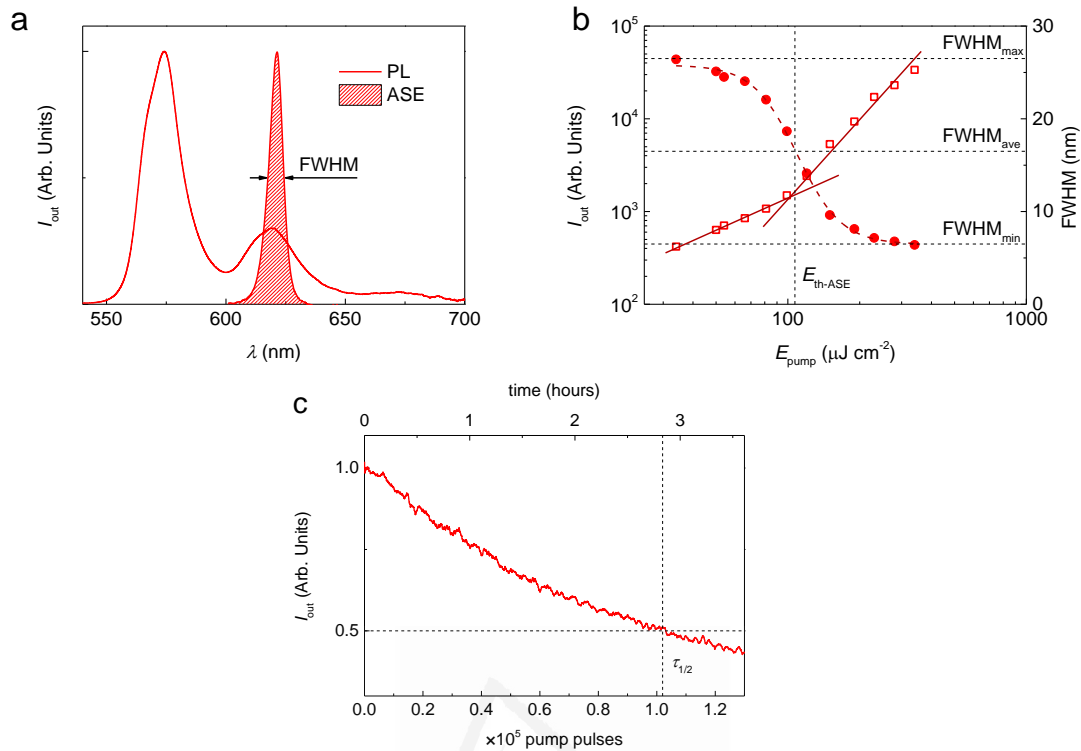 a
PL
ASE
FWHM
I_out (Arb. Units)
550 600 650 700
λ (nm)
b
10^5
10^4
10^3
10^2
I_out (Arb. Units)
FWHM_max
FWHM_ave
FWHM_min
E_th-ASE
30
20
10
0
FWHM (nm)
100 1000
E_pump (μJ cm^-2)
c
time (hours)
0 1 2 3
1.0
0.5
I_out (Arb. Units)
τ_1/2
0.0 0.2 0.4 0.6 0.8 1.0 1.2
×10^5 pump pulses